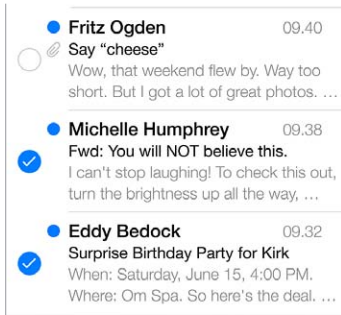 Fritz Ogden 09.40
Say “cheese”
Wow, that weekend flew by. Way too
short. But I got a lot of great photos. …
Michelle Humphrey 09.38
Fwd: You will NOT believe this.
I can't stop laughing! To check this out,
turn the brightness up all the way, …
Eddy Bedock 09.32
Surprise Birthday Party for Kirk
When: Saturday, June 15, 4:00 PM.
Where: Om Spa. So here's the deal. …